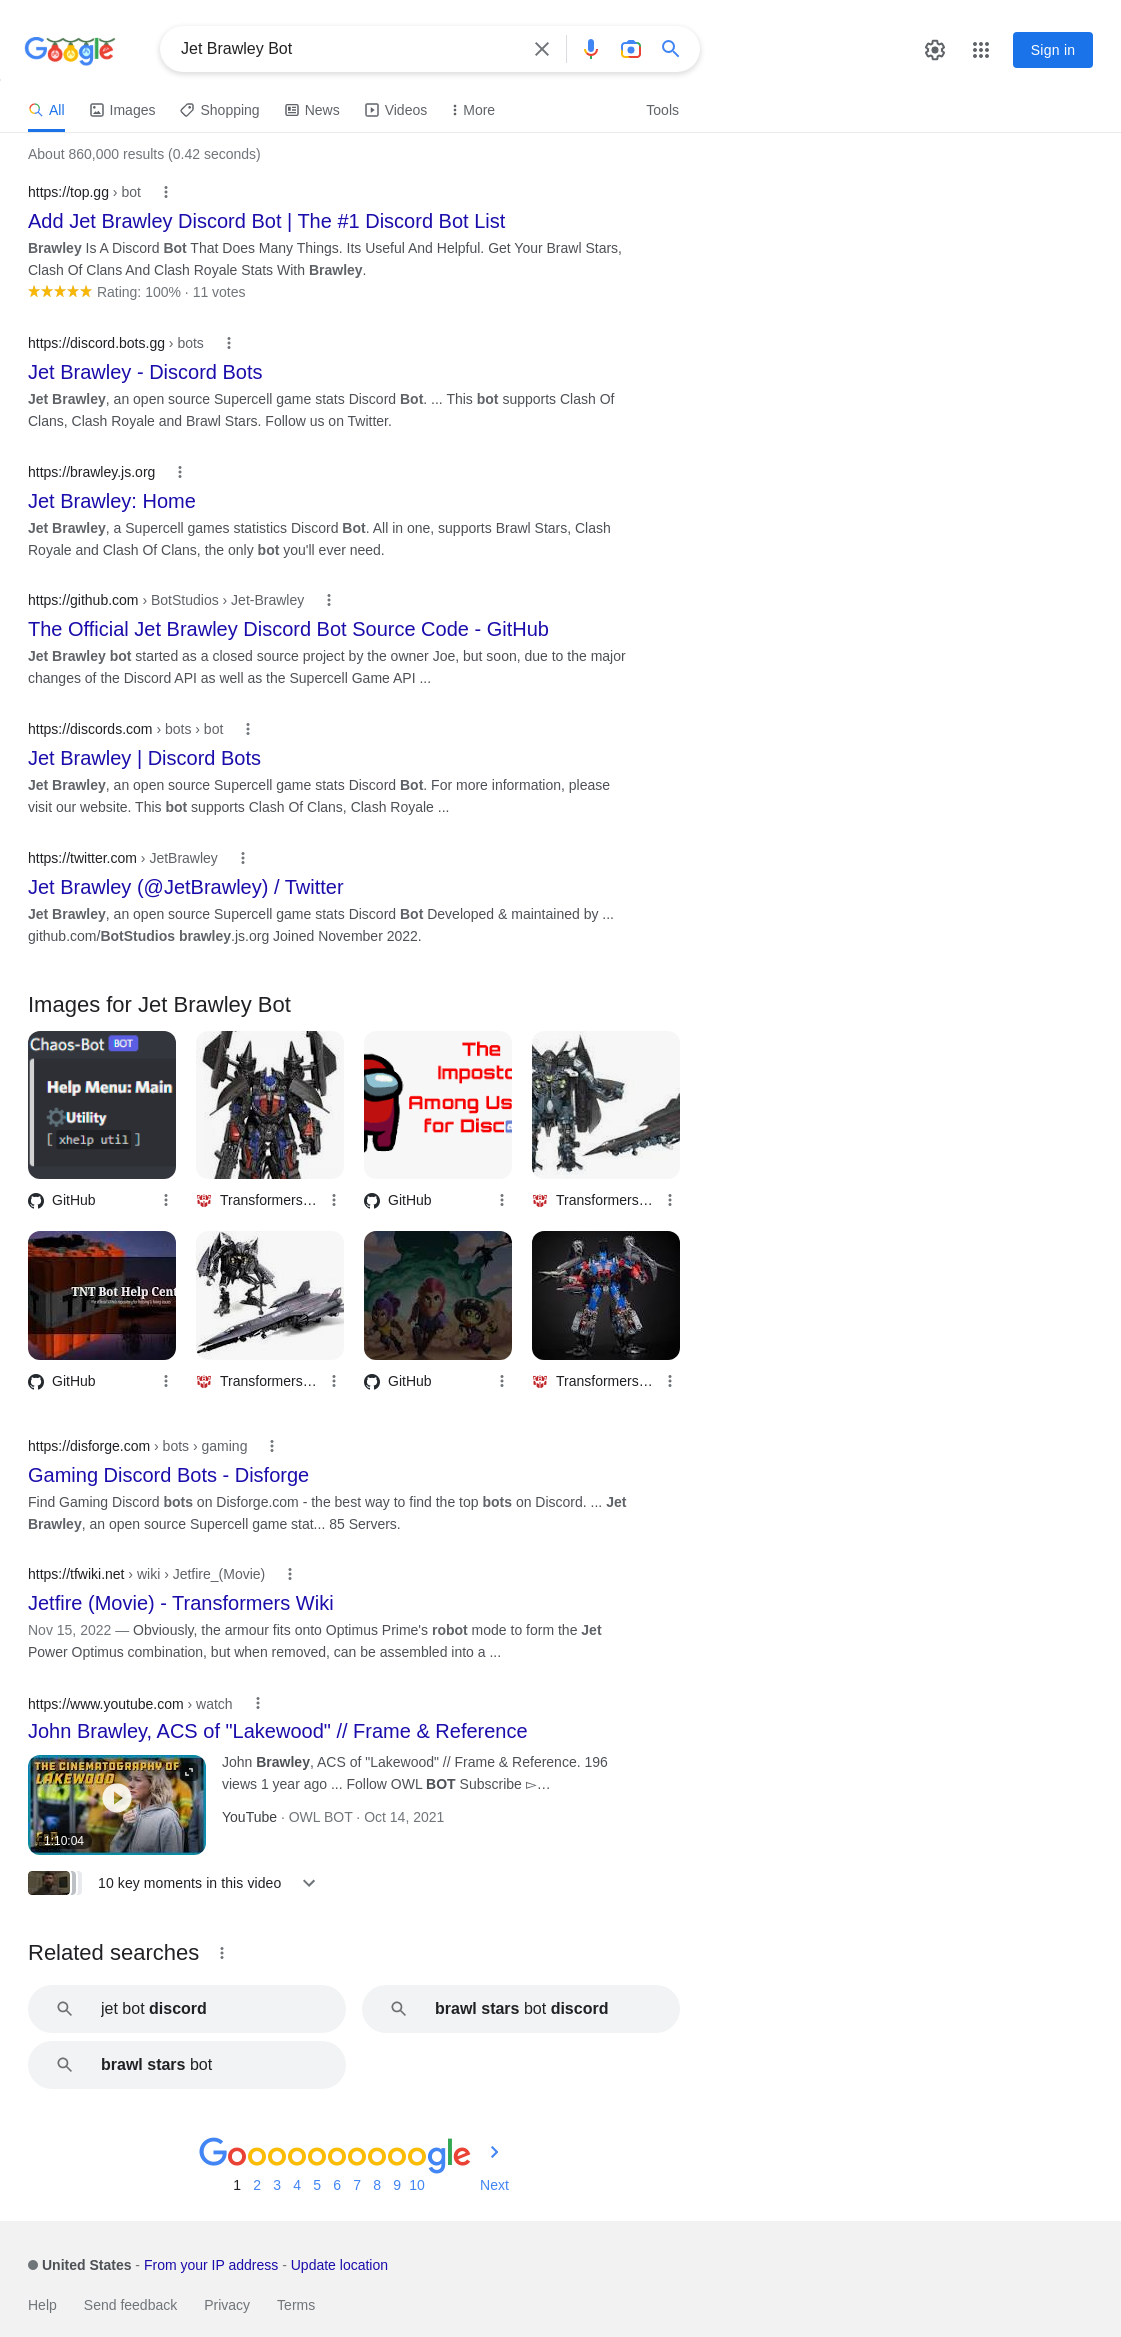 Google
Jet Brawley Bot
Sign in
All
Images
Shopping
News
Videos
More
Tools
About 860,000 results (0.42 seconds)
https://top.gg › bot
Add Jet Brawley Discord Bot | The #1 Discord Bot List
Brawley Is A Discord Bot That Does Many Things. Its Useful And Helpful. Get Your Brawl Stars,
Clash Of Clans And Clash Royale Stats With Brawley.
Rating: 100% · 11 votes
https://discord.bots.gg › bots
Jet Brawley - Discord Bots
Jet Brawley, an open source Supercell game stats Discord Bot. ... This bot supports Clash Of
Clans, Clash Royale and Brawl Stars. Follow us on Twitter.
https://brawley.js.org
Jet Brawley: Home
Jet Brawley, a Supercell games statistics Discord Bot. All in one, supports Brawl Stars, Clash
Royale and Clash Of Clans, the only bot you'll ever need.
https://github.com › BotStudios › Jet-Brawley
The Official Jet Brawley Discord Bot Source Code - GitHub
Jet Brawley bot started as a closed source project by the owner Joe, but soon, due to the major
changes of the Discord API as well as the Supercell Game API ...
https://discords.com › bots › bot
Jet Brawley | Discord Bots
Jet Brawley, an open source Supercell game stats Discord Bot. For more information, please
visit our website. This bot supports Clash Of Clans, Clash Royale ...
https://twitter.com › JetBrawley
Jet Brawley (@JetBrawley) / Twitter
Jet Brawley, an open source Supercell game stats Discord Bot Developed & maintained by ...
github.com/BotStudios brawley.js.org Joined November 2022.
Images for Jet Brawley Bot
Chaos-Bot BOT
Help Menu: Main
Utility
[ xhelp util ]
The
Imposto
Among Us
for Disc
GitHub
Transformers…
GitHub
Transformers…
TNT Bot Help Cent
GitHub
Transformers…
GitHub
Transformers…
https://disforge.com › bots › gaming
Gaming Discord Bots - Disforge
Find Gaming Discord bots on Disforge.com - the best way to find the top bots on Discord. ... Jet
Brawley, an open source Supercell game stat... 85 Servers.
https://tfwiki.net › wiki › Jetfire_(Movie)
Jetfire (Movie) - Transformers Wiki
Nov 15, 2022 — Obviously, the armour fits onto Optimus Prime's robot mode to form the Jet
Power Optimus combination, but when removed, can be assembled into a ...
https://www.youtube.com › watch
John Brawley, ACS of "Lakewood" // Frame & Reference
THE CINEMATOGRAPHY OF
LAKEWOOD
1:10:04
John Brawley, ACS of "Lakewood" // Frame & Reference. 196
views 1 year ago ... Follow OWL BOT Subscribe ▻…
YouTube · OWL BOT · Oct 14, 2021
10 key moments in this video
Related searches
jet bot discord
brawl stars bot discord
brawl stars bot
Goooooooooogle
1 2 3 4 5 6 7 8 9 10 Next
United States - From your IP address - Update location
Help Send feedback Privacy Terms